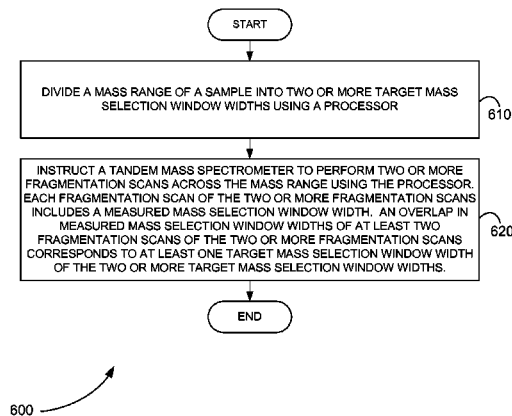 START
DIVIDE A MASS RANGE OF A SAMPLE INTO TWO OR MORE TARGET MASS
SELECTION WINDOW WIDTHS USING A PROCESSOR
610
INSTRUCT A TANDEM MASS SPECTROMETER TO PERFORM TWO OR MORE
FRAGMENTATION SCANS ACROSS THE MASS RANGE USING THE PROCESSOR.
EACH FRAGMENTATION SCAN OF THE TWO OR MORE FRAGMENTATION SCANS
INCLUDES A MEASURED MASS SELECTION WINDOW WIDTH. AN OVERLAP IN
MEASURED MASS SELECTION WINDOW WIDTHS OF AT LEAST TWO
FRAGMENTATION SCANS OF THE TWO OR MORE FRAGMENTATION SCANS
CORRESPONDS TO AT LEAST ONE TARGET MASS SELECTION WINDOW WIDTH
OF THE TWO OR MORE TARGET MASS SELECTION WINDOW WIDTHS.
620
END
600